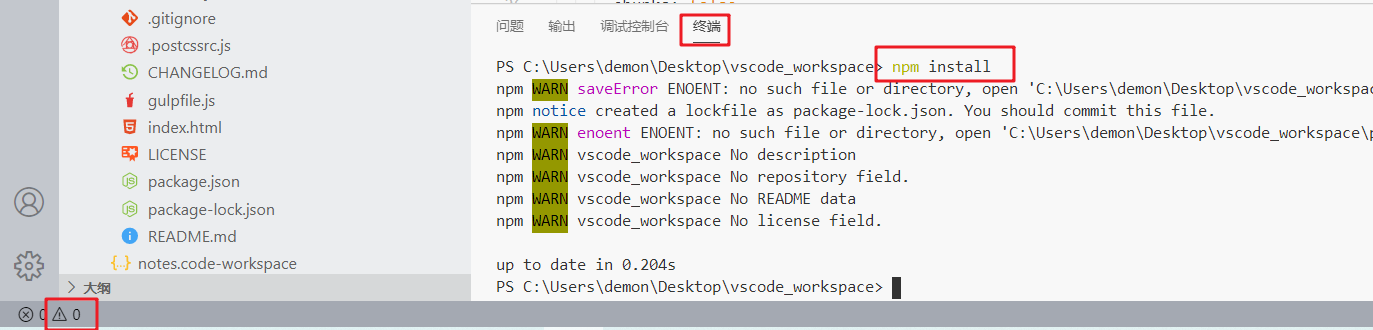 .gitignore
.postcssrc.js
CHANGELOG.md
gulpfile.js
index.html
LICENSE
package.json
package-lock.json
README.md
notes.code-workspace
大纲
0
0
问题 输出 调试控制台 终端
PS C:\Users\demon\Desktop\vscode_workspace> npm install
npm WARN saveError ENOENT: no such file or directory, open 'C:\Users\demon\Desktop\vscode_workspac
npm notice created a lockfile as package-lock.json. You should commit this file.
npm WARN enoent ENOENT: no such file or directory, open 'C:\Users\demon\Desktop\vscode_workspace\p
npm WARN vscode_workspace No description
npm WARN vscode_workspace No repository field.
npm WARN vscode_workspace No README data
npm WARN vscode_workspace No license field.
up to date in 0.204s
PS C:\Users\demon\Desktop\vscode_workspace>